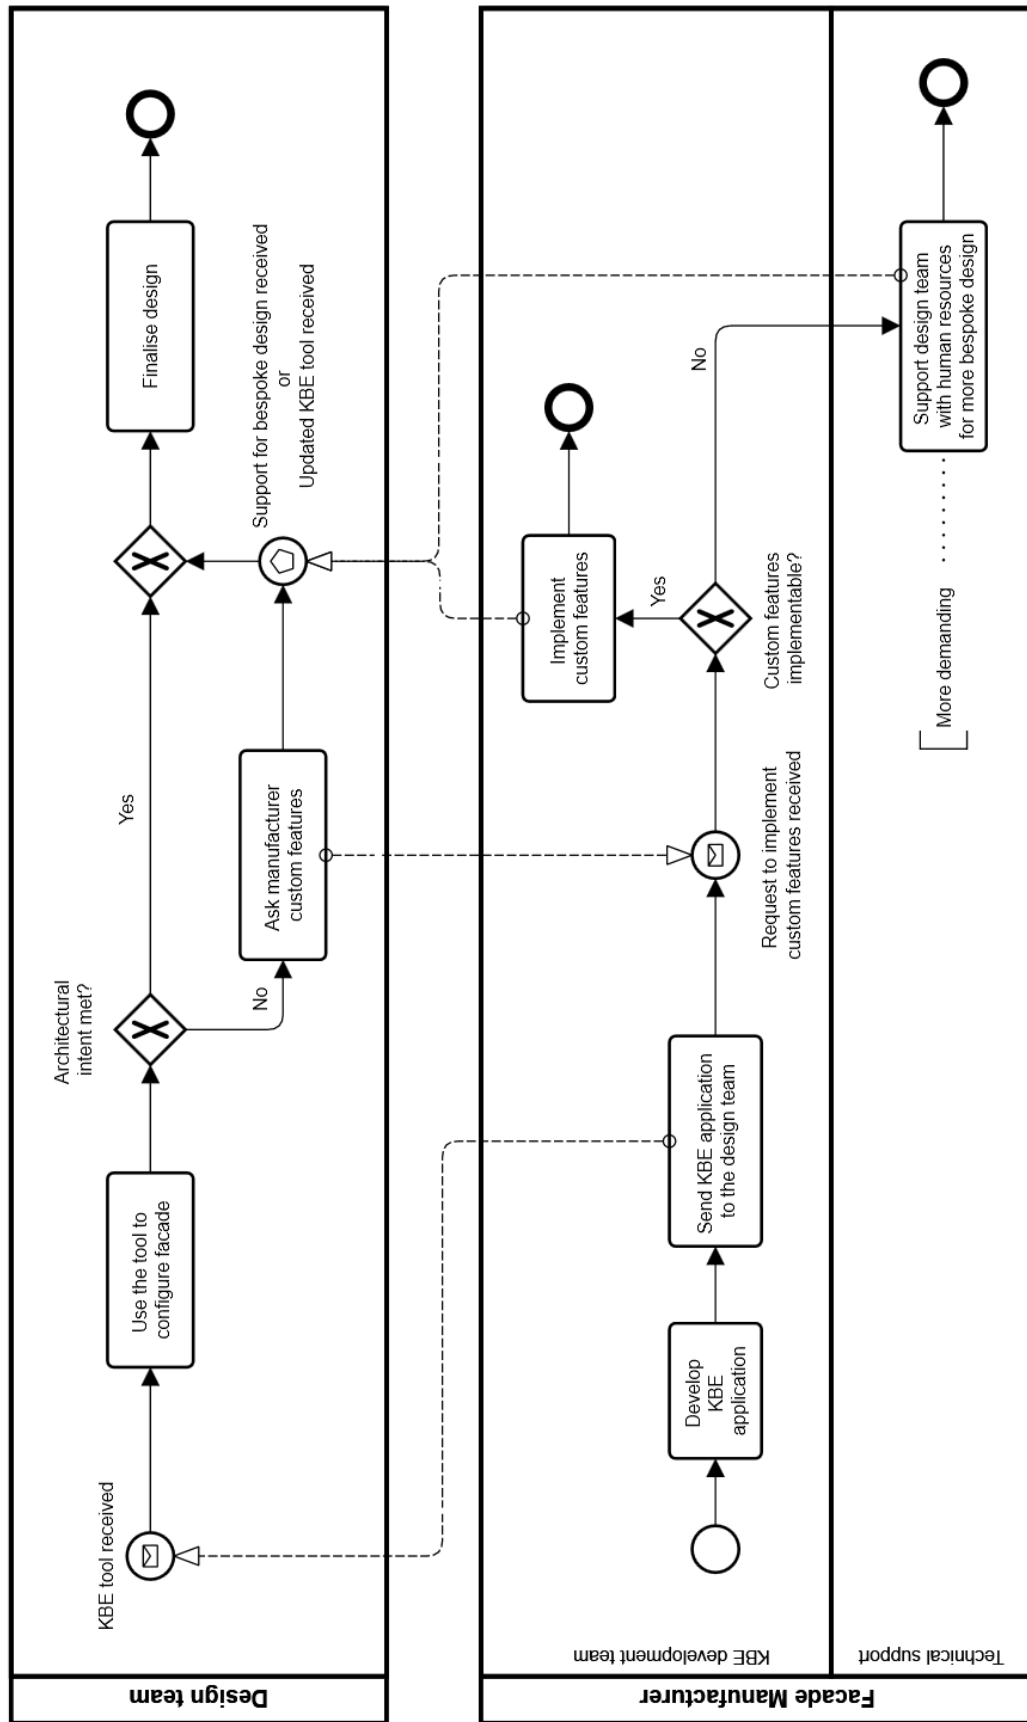 Design team
KBE tool received
Use the tool to
configure facade
Architectural
intent met?
Yes
No
Ask manufacturer
custom features
Support for bespoke design received
or
Updated KBE tool received
Finalise design
Facade Manufacturer
KBE development team
Develop
KBE
application
Send KBE application
to the design team
Request to implement
custom features received
Custom features
implementable?
Yes
No
Implement
custom features
Technical support
More demanding
Support design team
with human resources
for more bespoke design